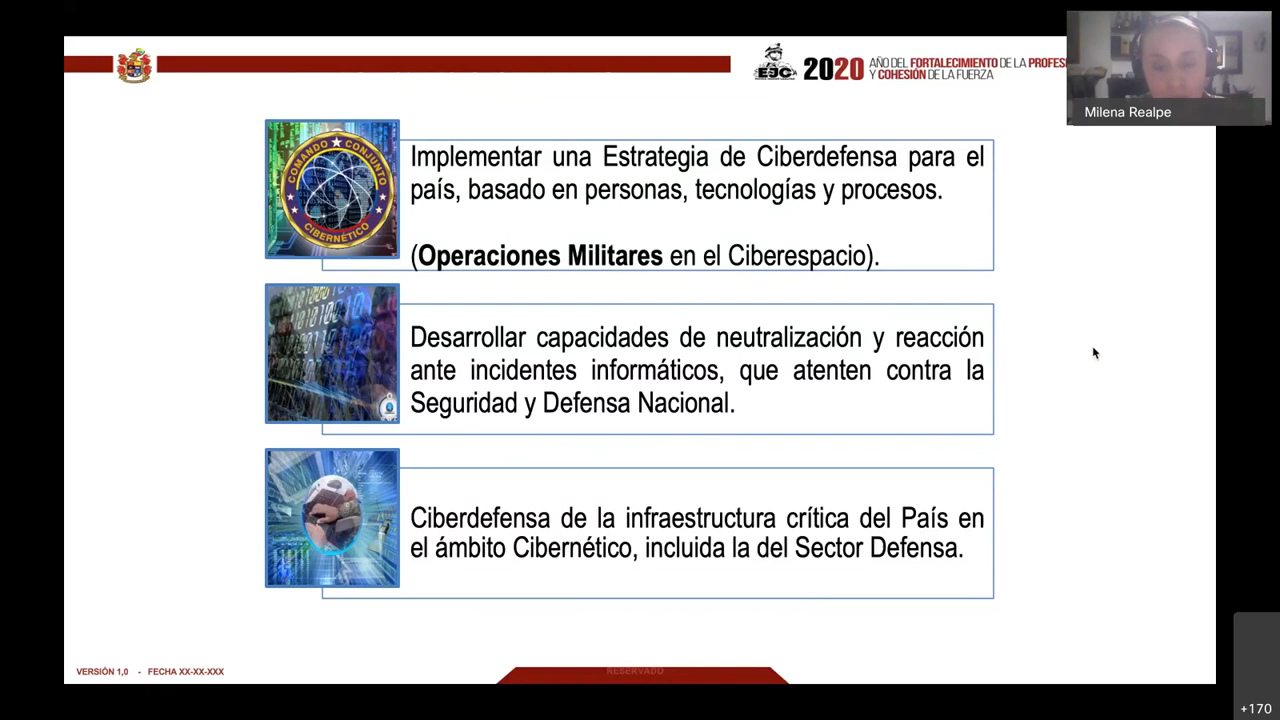 EJC
2020 AÑO DEL FORTALECIMIENTO DE LA PROFES
Y COHESIÓN DE LA FUERZA
Milena Realpe
COMANDO CONJUNTO
CIBERNÉTICO
Implementar una Estrategia de Ciberdefensa para el
país, basado en personas, tecnologías y procesos.
(Operaciones Militares en el Ciberespacio).
Desarrollar capacidades de neutralización y reacción
ante incidentes informáticos, que atenten contra la
Seguridad y Defensa Nacional.
Ciberdefensa de la infraestructura crítica del País en
el ámbito Cibernético, incluida la del Sector Defensa.
VERSIÓN 1,0 - FECHA XX-XX-XXX
RESERVADO
+170